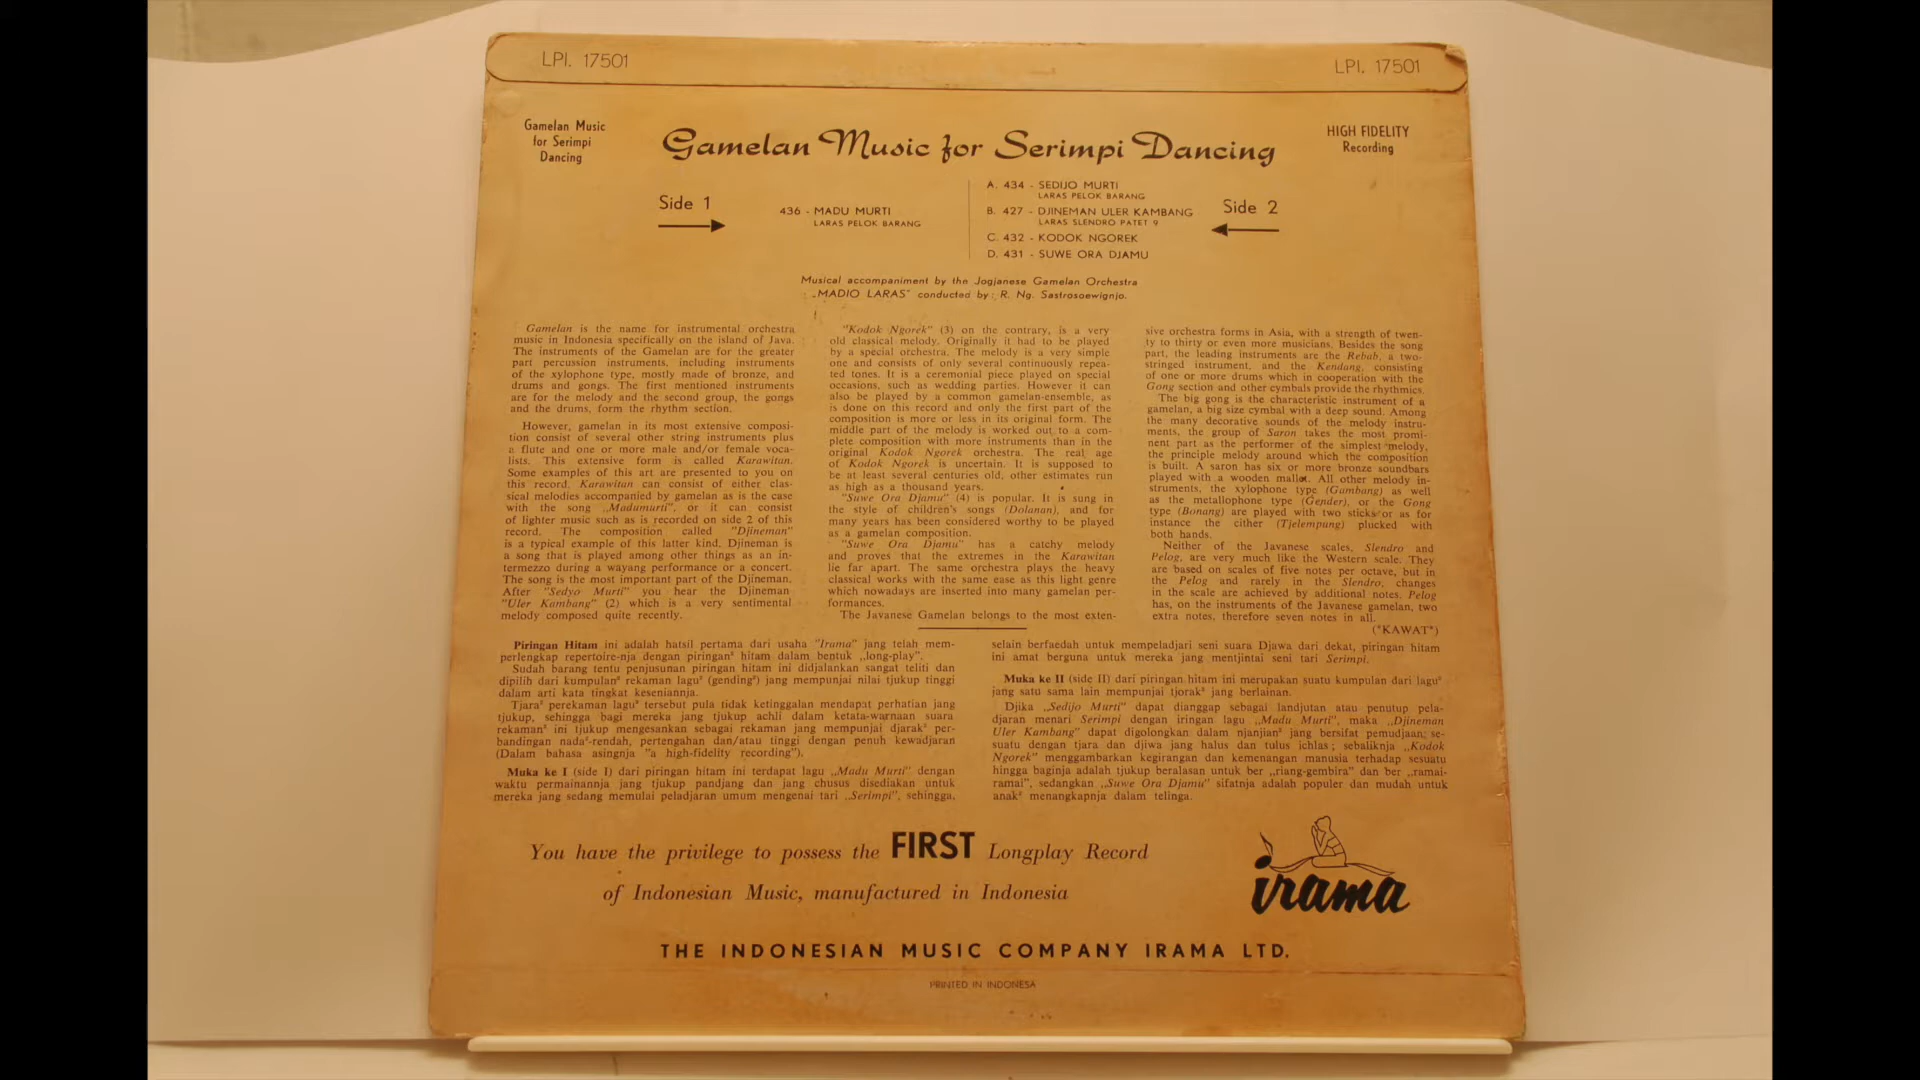 LPI. 17501
LPI. 17501
Gamelan Music
for Serimpi
Dancing
Gamelan Music for Serimpi Dancing
HIGH FIDELITY
Recording
Side 1
436 - MADU MURTI
LARAS PELOK BARANG
A. 434 - SEDIJO MURTI
LARAS PELOK BARANG
B. 427 - DJINEMAN ULER KAMBANG
LARAS SLENDRO PATET 9
C. 432 - KODOK NGOREK
D. 431 - SUWE ORA DJAMU
Side 2
Musical accompaniment by the Jogjanese Gamelan Orchestra
„MADIO LARAS" conducted by: R. Ng. Sastrosoewignjo.
Gamelan is the name for instrumental orchestra
music in Indonesia specifically on the island of Java.
The instruments of the Gamelan are for the greater
part percussion instruments, including instruments
of the xylophone type, mostly made of bronze, and
drums and gongs. The first mentioned instruments
are for the melody and the second group, the gongs
and the drums, form the rhythm section.
However, gamelan in its most extensive composi-
tion consist of several other string instruments plus
a flute and one or more male and/or female voca-
lists. This extensive form is called Karawitan.
Some examples of this art are presented to you on
this record. Karawitan can consist of either clas-
sical melodies accompanied by gamelan as is the case
with the song „Madumurti", or it can consist
of lighter music such as is recorded on side 2 of this
record. The composition called "Djineman"
is a typical example of this latter kind. Djineman is
a song that is played among other things as an in-
termezzo during a wayang performance or a concert.
The song is the most important part of the Djineman.
After "Sedyo Murti" you hear the Djineman
"Uler Kambang" (2) which is a very sentimental
melody composed quite recently.
"Kodok Ngorek" (3) on the contrary, is a very
old classical melody. Originally it had to be played
by a special orchestra. The melody is a very simple
one and consists of only several continuously repea-
ted tones. It is a ceremonial piece played on special
occasions, such as wedding parties. However it can
also be played by a common gamelan-ensemble, as
is done on this record and only the first part of the
composition is more or less in its original form. The
middle part of the melody is worked out to a com-
plete composition with more instruments than in the
original Kodok Ngorek orchestra. The real age
of Kodok Ngorek is uncertain. It is supposed to
be at least several centuries old, other estimates run
as high as a thousand years.
"Suwe Ora Djamu" (4) is popular. It is sung in
the style of children's songs (Dolanan), and for
many years has been considered worthy to be played
as a gamelan composition.
"Suwe Ora Djamu" has a catchy melody
and proves that the extremes in the Karawitan
lie far apart. The same orchestra plays the heavy
classical works with the same ease as this light genre
which nowadays are inserted into many gamelan per-
formances.
The Javanese Gamelan belongs to the most exten-
sive orchestra forms in Asia, with a strength of twen-
ty to thirty or even more musicians. Besides the song
part, the leading instruments are the Rebab, a two-
stringed instrument, and the Kendang, consisting
of one or more drums which in cooperation with the
Gong section and other cymbals provide the rhythmics.
The big gong is the characteristic instrument of a
gamelan, a big size cymbal with a deep sound. Among
the many decorative sounds of the melody instru-
ments, the group of Saron takes the most promi-
nent part as the performer of the simplest melody,
the principle melody around which the composition
is built. A saron has six or more bronze soundbars
played with a wooden mallet. All other melody in-
struments, the xylophone type (Gambang) as well
as the metallophone type (Gender), or the Gong
type (Bonang) are played with two sticks or as for
instance the cither (Tjelempung) plucked with
both hands.
Neither of the Javanese scales, Slendro and
Pelog, are very much like the Western scale. They
are based on scales of five notes per octave, but in
the Pelog and rarely in the Slendro, changes
in the scale are achieved by additional notes. Pelog
has, on the instruments of the Javanese gamelan, two
extra notes, therefore seven notes in all.
("KAWAT")
Piringan Hitam ini adalah hatsil pertama dari usaha "Irama" jang telah mem-
perlengkap repertoire-nja dengan piringan² hitam dalam bentuk „long-play".
Sudah barang tentu penjusunan piringan hitam ini didjalankan sangat teliti dan
dipilih dari kumpulan² rekaman lagu² (gending²) jang mempunjai nilai tjukup tinggi
dalam arti kata tingkat keseniannja.
Tjara² perekaman lagu² tersebut pula tidak ketinggalan mendapat perhatian jang
tjukup, sehingga bagi mereka jang tjukup achli dalam ketata-warnaan suara
rekaman² ini tjukup mengesankan sebagai rekaman jang mempunjai djarak² per-
bandingan nada²-rendah, pertengahan dan/atau tinggi dengan penuh kewadjaran
(Dalam bahasa asingnja "a high-fidelity recording").
Muka ke I (side I) dari piringan hitam ini terdapat lagu „Madu Murti" dengan
waktu permainannja jang tjukup pandjang dan jang chusus disediakan untuk
mereka jang sedang memulai peladjaran umum mengenai tari „Serimpi", sehingga,
selain berfaedah untuk mempeladjari seni suara Djawa dari dekat, piringan hitam
ini amat berguna untuk mereka jang mentjintai seni tari Serimpi.
Muka ke II (side II) dari piringan hitam ini merupakan suatu kumpulan dari lagu²
jang satu sama lain mempunjai tjorak² jang berlainan.
Djika „Sedijo Murti" dapat dianggap sebagai landjutan atau penutup pela-
djaran menari Serimpi dengan iringan lagu „Madu Murti", maka „Djineman
Uler Kambang" dapat digolongkan dalam njanjian² jang bersifat pemudjaan; se-
suatu dengan tjara dan djiwa jang halus dan tulus ichlas; sebaliknja „Kodok
Ngorek" menggambarkan kegirangan dan kemenangan manusia terhadap sesuatu
hingga baginja adalah tjukup beralasan untuk ber „riang-gembira" dan ber „ramai-
ramai", sedangkan „Suwe Ora Djamu" sifatnja adalah populer dan mudah untuk
anak² menangkapnja dalam telinga.
You have the privilege to possess the FIRST Longplay Record
of Indonesian Music, manufactured in Indonesia
irama
THE INDONESIAN MUSIC COMPANY IRAMA LTD.
PRINTED IN INDONESA